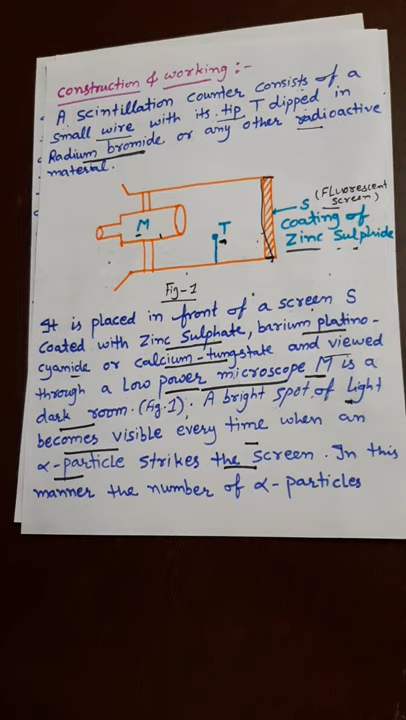 Construction & working :-
A scintillation counter consists of a
small wire with its tip T dipped in
Radium bromide or any other radioactive
material.
M
T
S (Fluorescent
screen)
coating of
Zinc Sulphide
Fig-1
It is placed in front of a screen S
coated with Zinc Sulphate, barium platino-
cyamide or calcium-tungstate and viewed
through a Low power microscope M is a
dark room. (Fig.1). A bright spot of light
becomes visible every time when an
α-particle strikes the screen. In this
manner the number of α-particles